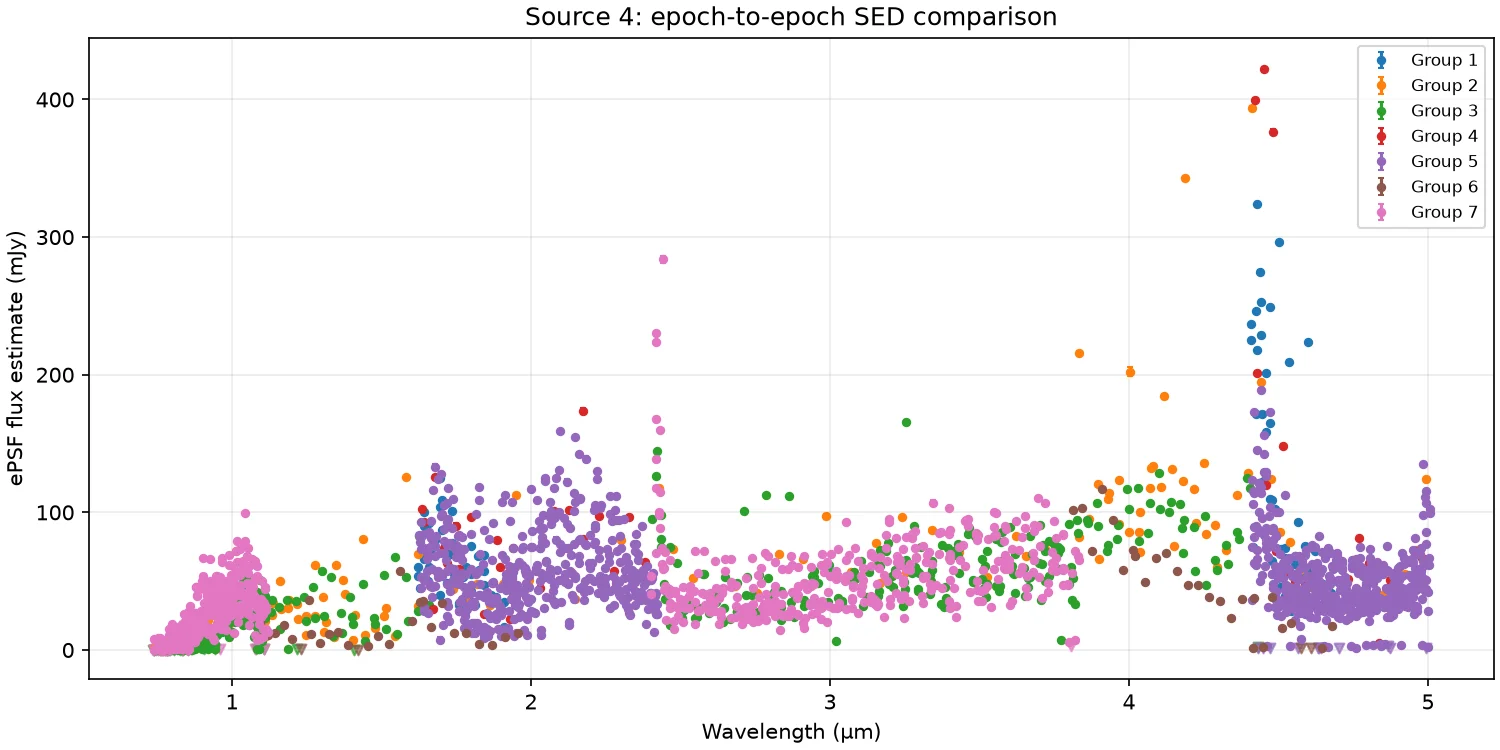 Source 4: epoch-to-epoch SED comparison
ePSF flux estimate (mJy)
400
300
200
100
0
1 2 3 4 5
Wavelength (μm)
Group 1
Group 2
Group 3
Group 4
Group 5
Group 6
Group 7